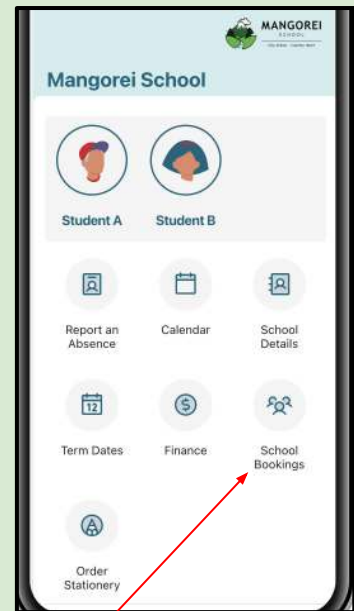 MANGOREI
SCHOOL
Mangorei School
Student A
Student B
Report an
Absence
Calendar
School
Details
12
Term Dates
$
Finance
School
Bookings
A
Order
Stationery